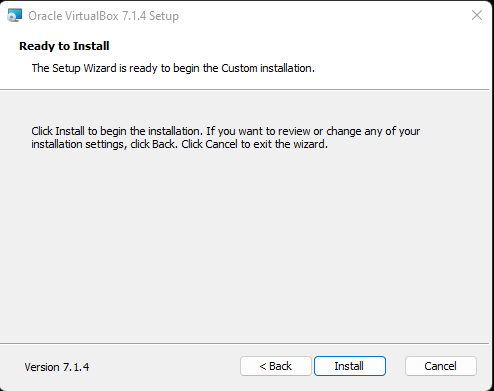 Oracle VirtualBox 7.1.4 Setup
Ready to Install
The Setup Wizard is ready to begin the Custom installation.
Click Install to begin the installation. If you want to review or change any of your
installation settings, click Back. Click Cancel to exit the wizard.
Version 7.1.4
< Back
Install
Cancel